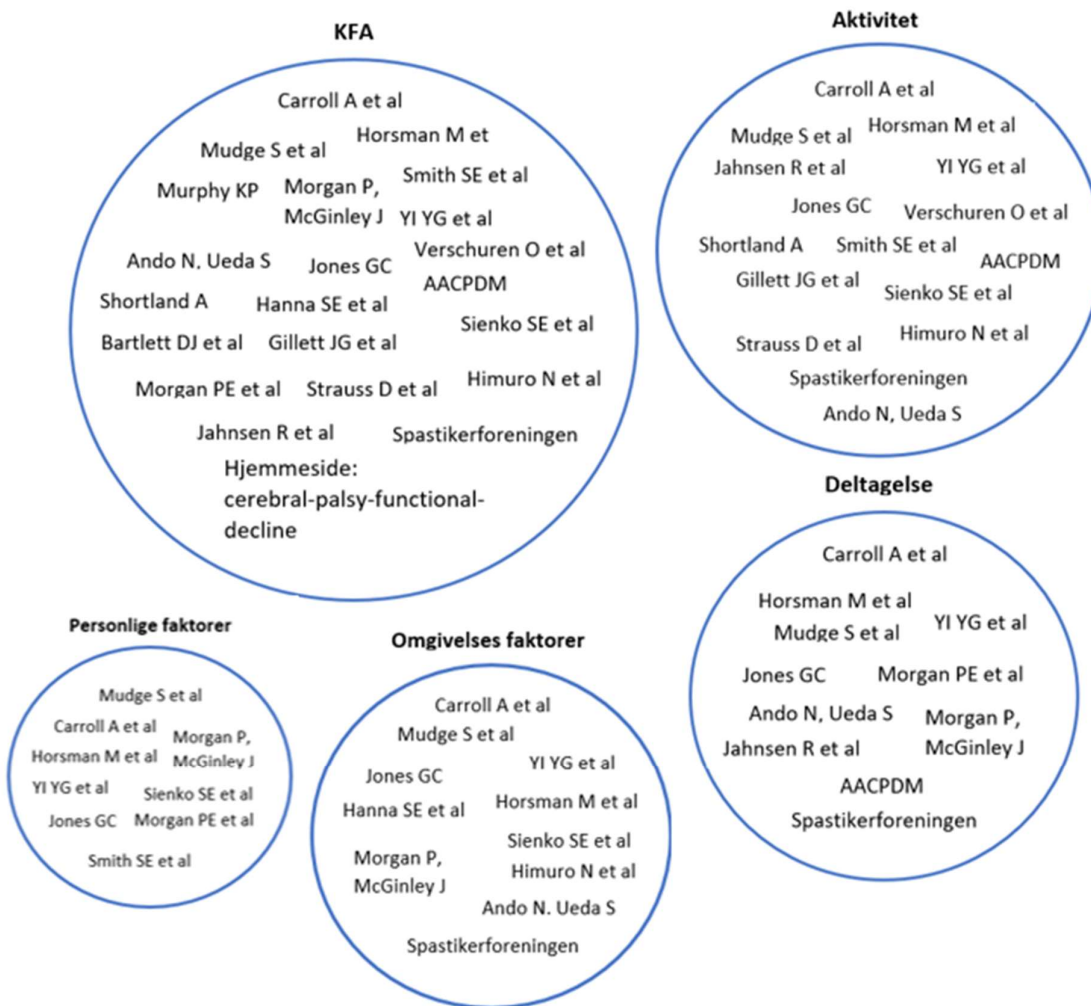 KFA
Carroll A et al
Horsman M et
Mudge S et al
Smith SE et al
Murphy KP
Morgan P,
McGinley J
YI YG et al
Verschuren O et al
Ando N, Ueda S
Jones GC
AACPDM
Shortland A
Hanna SE et al
Sienko SE et al
Bartlett DJ et al
Gillett JG et al
Himuro N et al
Morgan PE et al
Strauss D et al
Jahnsen R et al
Spastikerforeningen
Hjemmeside:
cerebral-palsy-functional-
decline
Aktivitet
Carroll A et al
Horsman M et al
Mudge S et al
Jahnsen R et al
YI YG et al
Jones GC
Verschuren O et al
Shortland A
Smith SE et al
AACPDM
Gillett JG et al
Sienko SE et al
Himuro N et al
Strauss D et al
Spastikerforeningen
Ando N, Ueda S
Deltagelse
Carroll A et al
Horsman M et al
YI YG et al
Mudge S et al
Jones GC
Morgan PE et al
Ando N, Ueda S
Morgan P,
McGinley J
Jahnsen R et al
AACPDM
Spastikerforeningen
Personlige faktorer
Mudge S et al
Carroll A et al
Morgan P,
McGinley J
Horsman M et al
YI YG et al
Sienko SE et al
Jones GC
Morgan PE et al
Smith SE et al
Omgivelses faktorer
Carroll A et al
Mudge S et al
YI YG et al
Jones GC
Horsman M et al
Hanna SE et al
Sienko SE et al
Morgan P,
McGinley J
Himuro N et al
Ando N. Ueda S
Spastikerforeningen